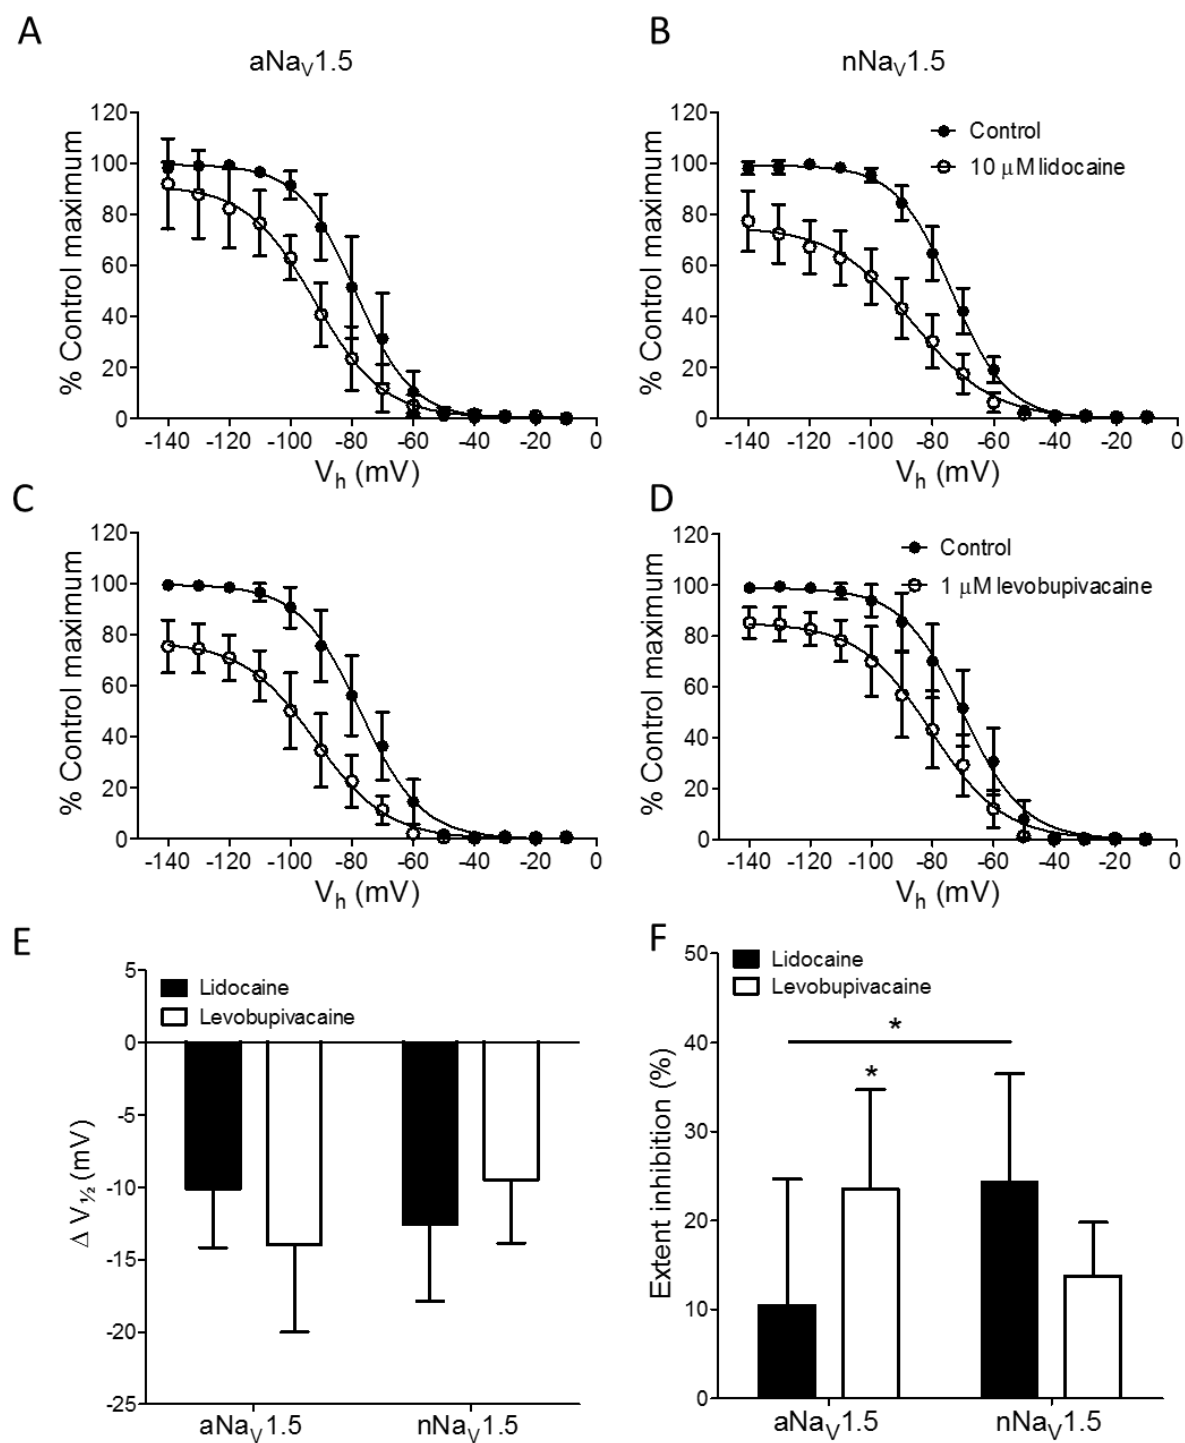 A
aNaV1.5
120
100
80
60
40
20
0
% Control maximum
-140 -120 -100 -80 -60 -40 -20 0
Vh (mV)
B
nNaV1.5
Control
10 μM lidocaine
120
100
80
60
40
20
0
% Control maximum
-140 -120 -100 -80 -60 -40 -20 0
Vh (mV)
C
120
100
80
60
40
20
0
% Control maximum
-140 -120 -100 -80 -60 -40 -20 0
Vh (mV)
D
Control
1 μM levobupivacaine
120
100
80
60
40
20
0
% Control maximum
-140 -120 -100 -80 -60 -40 -20 0
Vh (mV)
E
Lidocaine
Levobupivacaine
5
0
-5
-10
-15
-20
-25
Δ V½ (mV)
aNaV1.5 nNaV1.5
F
Lidocaine
Levobupivacaine
50
40
30
20
10
0
Extent inhibition (%)
*
*
aNaV1.5 nNaV1.5